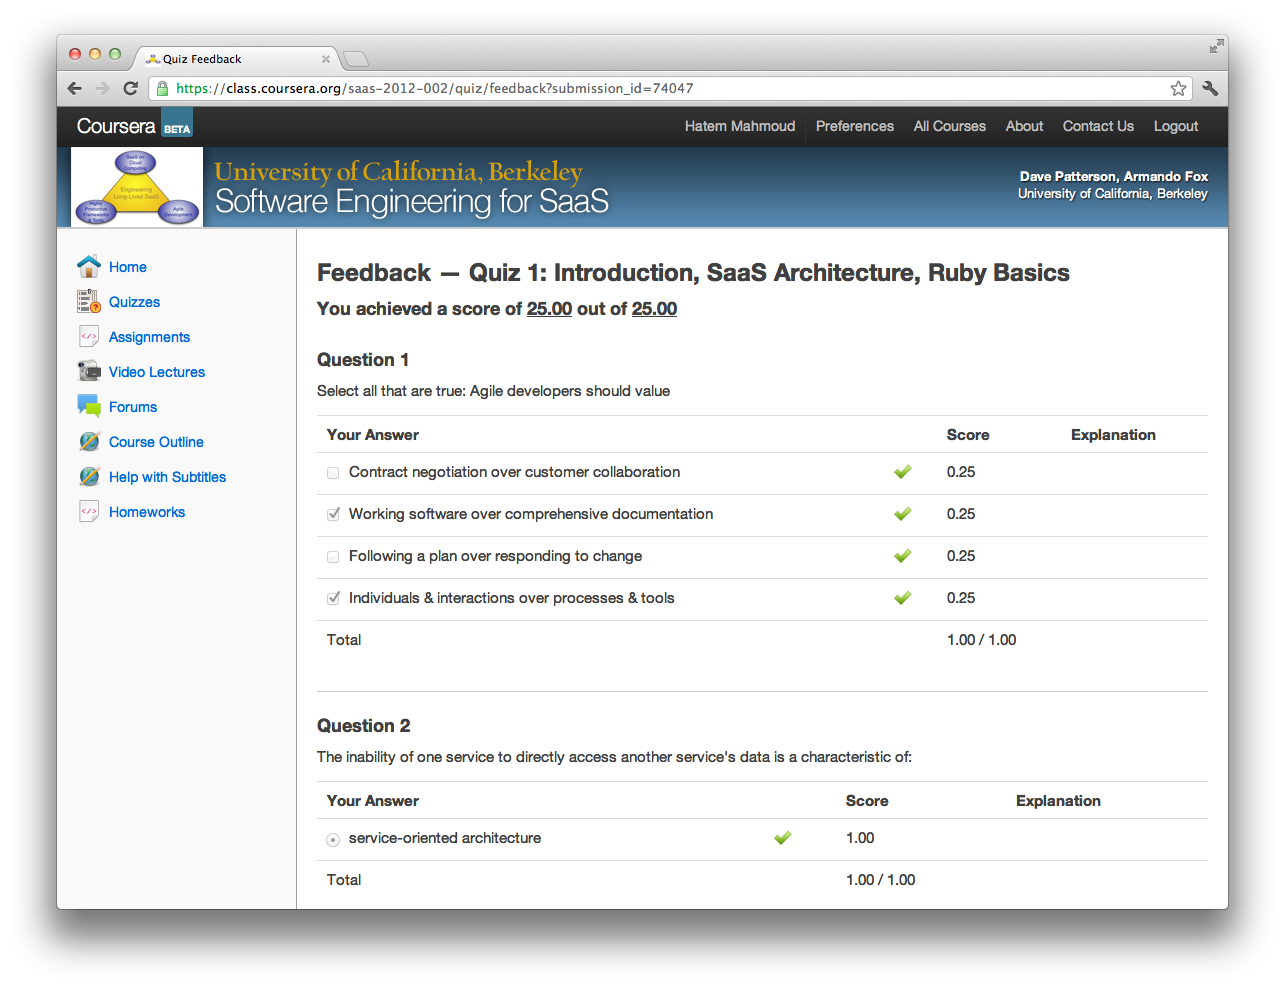 Quiz Feedback
https://class.coursera.org/saas-2012-002/quiz/feedback?submission_id=74047
Coursera BETA
Hatem Mahmoud Preferences All Courses About Contact Us Logout
SaaS on Cloud Computing
Engineering Long-Lived SaaS
Highly Productive Frameworks & Tools
Agile Development
University of California, Berkeley
Software Engineering for SaaS
Dave Patterson, Armando Fox
University of California, Berkeley
Home
Quizzes
Assignments
Video Lectures
Forums
Course Outline
Help with Subtitles
Homeworks
Feedback — Quiz 1: Introduction, SaaS Architecture, Ruby Basics
You achieved a score of 25.00 out of 25.00
Question 1
Select all that are true: Agile developers should value
Your Answer Score Explanation
Contract negotiation over customer collaboration 0.25
Working software over comprehensive documentation 0.25
Following a plan over responding to change 0.25
Individuals & interactions over processes & tools 0.25
Total 1.00 / 1.00
Question 2
The inability of one service to directly access another service's data is a characteristic of:
Your Answer Score Explanation
service-oriented architecture 1.00
Total 1.00 / 1.00